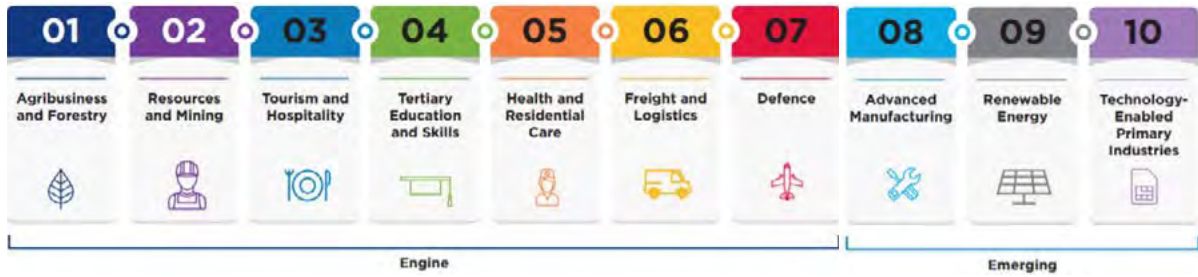 01
02
03
04
05
06
07
08
09
10
Agribusiness
and Forestry
Resources
and Mining
Tourism and
Hospitality
Tertiary
Education
and Skills
Health and
Residential
Care
Freight and
Logistics
Defence
Advanced
Manufacturing
Renewable
Energy
Technology-
Enabled
Primary
Industries
Engine
Emerging